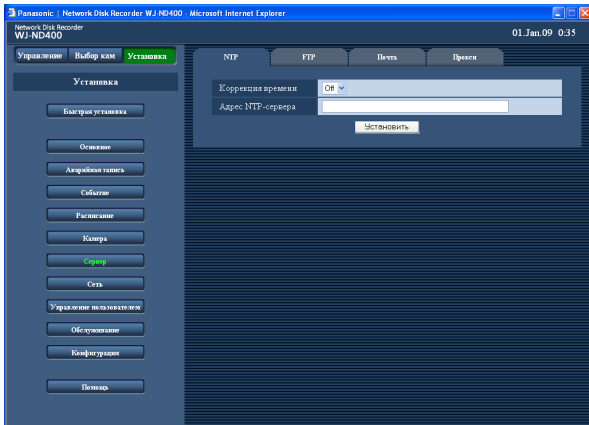 Panasonic | Network Disk Recorder WJ-ND400 - Microsoft Internet Explorer
Network Disk Recorder
WJ-ND400
01.Jan.09 0:35
Управление Выбор кам Установка
NTP FTP Почта Прокси
Установка
Коррекция времени Off
Адрес NTP-сервера
Установить
Быстрая установка
Основное
Аварийная запись
Событие
Расписание
Камера
Сервер
Сеть
Управление пользователем
Обслуживание
Конфигурация
Помощь